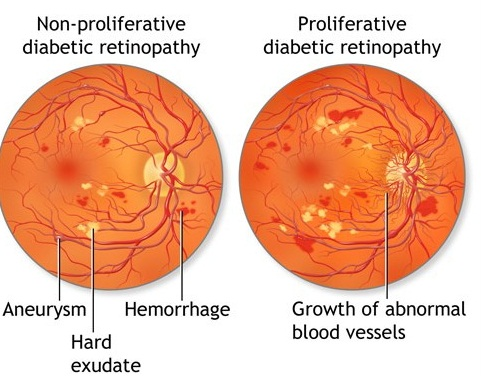 Non-proliferative
diabetic retinopathy
Proliferative
diabetic retinopathy
Aneurysm
Hard
exudate
Hemorrhage
Growth of abnormal
blood vessels